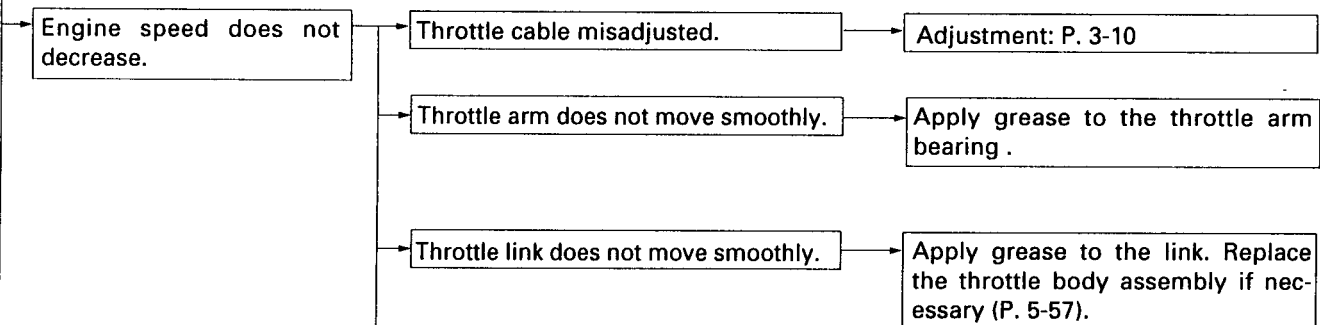 Engine speed does not
decrease.
Throttle cable misadjusted.
Adjustment: P. 3-10
Throttle arm does not move smoothly.
Apply grease to the throttle arm
bearing .
Throttle link does not move smoothly.
Apply grease to the link. Replace
the throttle body assembly if nec-
essary (P. 5-57).